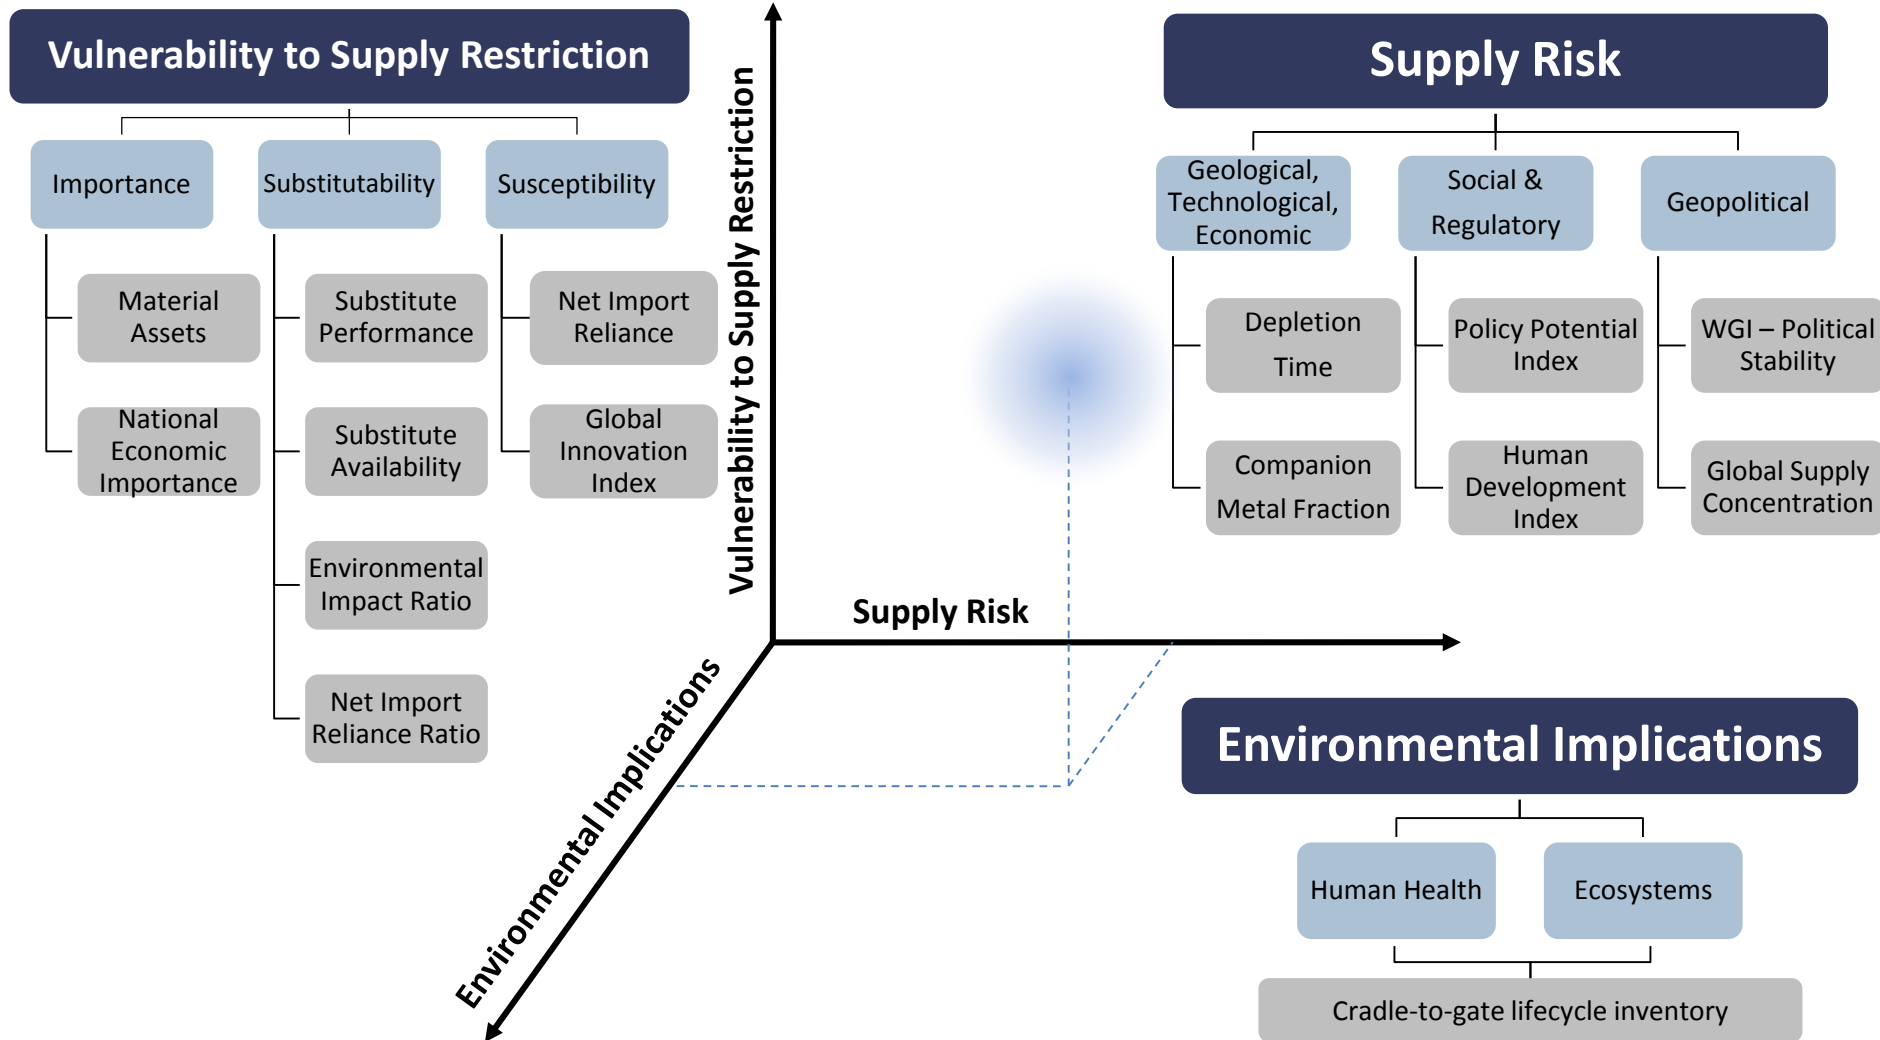 Vulnerability to Supply Restriction
Importance
Substitutability
Susceptibility
Material
Assets
National
Economic
Importance
Substitute
Performance
Substitute
Availability
Environmental
Impact Ratio
Net Import
Reliance Ratio
Net Import
Reliance
Global
Innovation
Index
Vulnerability to Supply Restriction
Supply Risk
Environmental Implications
Supply Risk
Geological,
Technological,
Economic
Social &
Regulatory
Geopolitical
Depletion
Time
Companion
Metal Fraction
Policy Potential
Index
Human
Development
Index
WGI – Political
Stability
Global Supply
Concentration
Environmental Implications
Human Health
Ecosystems
Cradle-to-gate lifecycle inventory